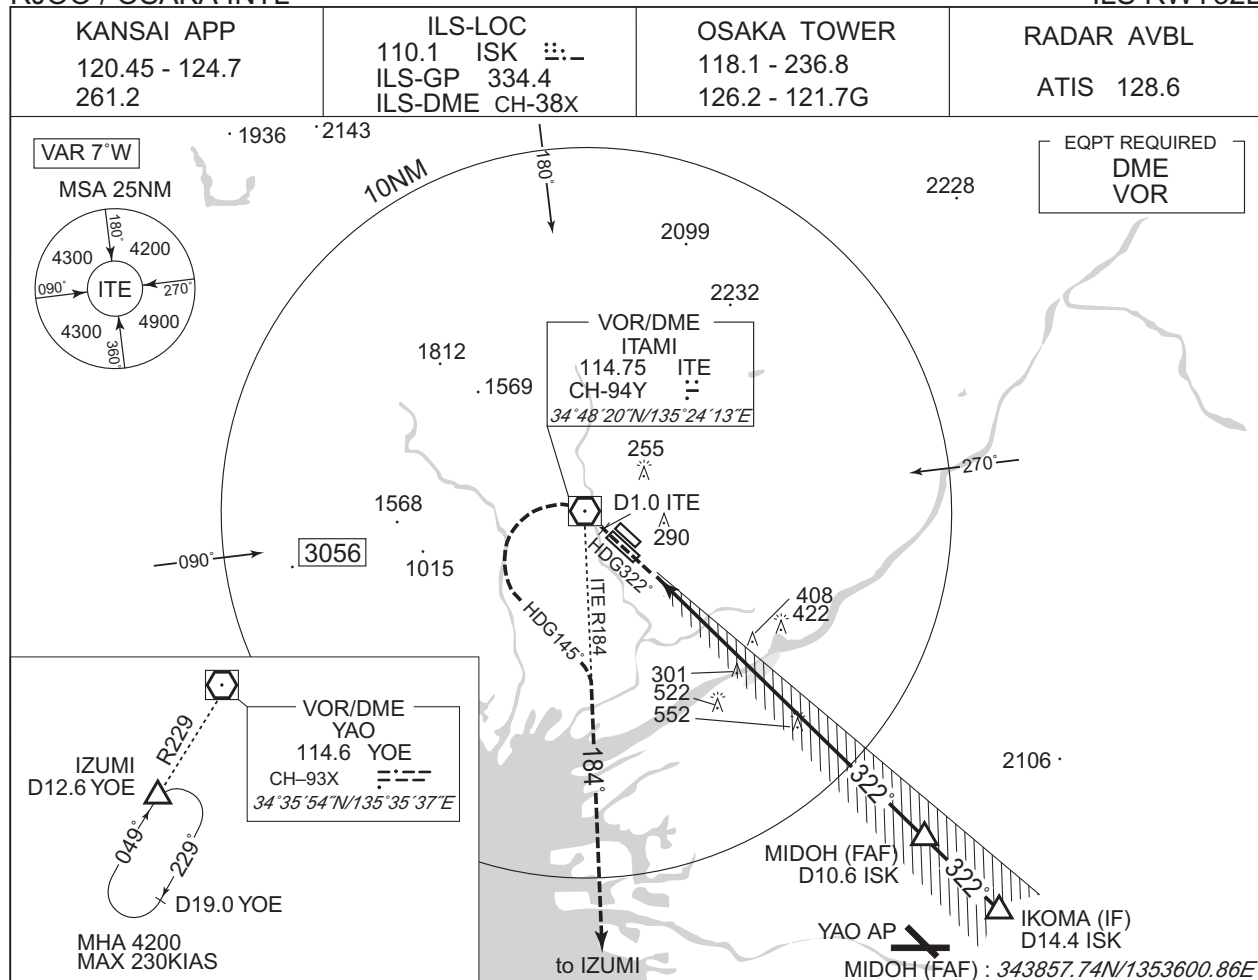 KANSAI APP
120.45 - 124.7
261.2
ILS-LOC
110.1 ISK
ILS-GP 334.4
ILS-DME CH-38X
OSAKA TOWER
118.1 - 236.8
126.2 - 121.7G
RADAR AVBL
ATIS 128.6
VAR 7°W
MSA 25NM
180°
4300
4200
090°
ITE
270°
4300
4900
360°
1936
2143
10NM
180°
2228
EQPT REQUIRED
DME
VOR
2099
2232
VOR/DME
ITAMI
114.75 ITE
CH-94Y
34°48´20˝N/135°24´13˝E
1812
1569
255
270°
1568
D1.0 ITE
290
090°
3056
1015
HDG322°
ITE R184
HDG145°
408
422
301
522
552
184°
2106
322°
MIDOH (FAF)
D10.6 ISK
322°
IKOMA (IF)
D14.4 ISK
YAO AP
to IZUMI
MIDOH (FAF) : 343857.74N/1353600.86E
VOR/DME
YAO
114.6 YOE
CH–93X
34°35´54˝N/135°35´37˝E
R229
IZUMI
D12.6 YOE
049°
229°
D19.0 YOE
MHA 4200
MAX 230KIAS